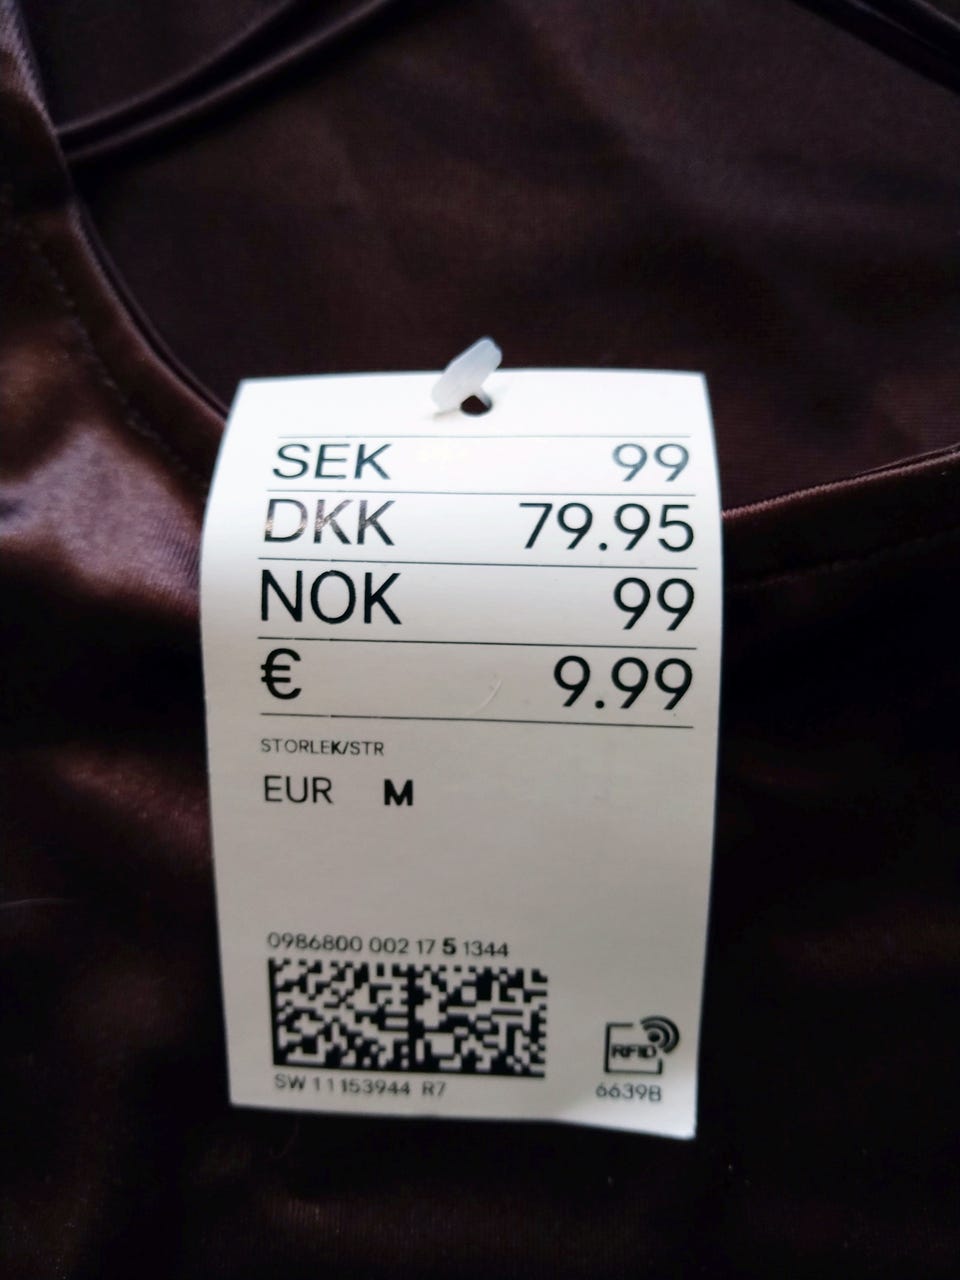 SEK 99
DKK 79.95
NOK 99
€ 9.99
STORLEK/STR
EUR M
0986800 002 17 5 1344
RFID
SW 11153944 R7
6639B